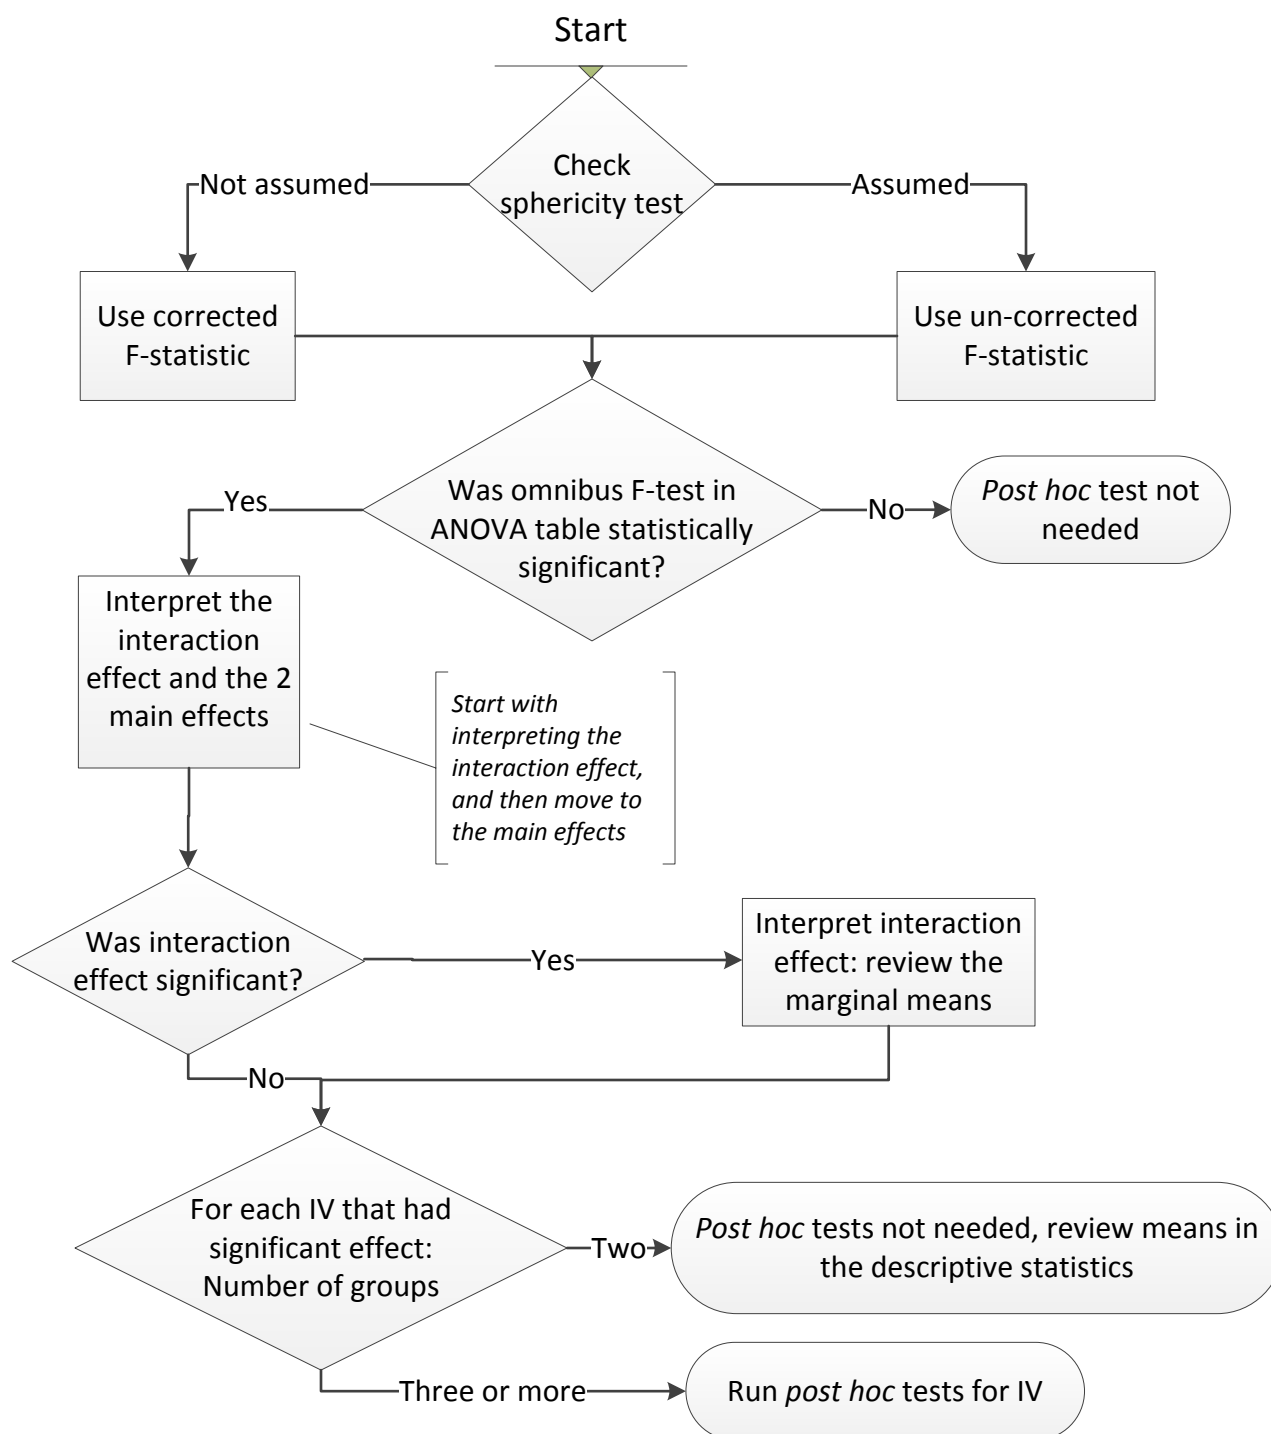 Start
Check
sphericity test
Not assumed
Assumed
Use corrected
F-statistic
Use un-corrected
F-statistic
Was omnibus F-test in
ANOVA table statistically
significant?
Yes
No
Post hoc test not
needed
Interpret the
interaction
effect and the 2
main effects
Start with
interpreting the
interaction effect,
and then move to
the main effects
Was interaction
effect significant?
Yes
Interpret interaction
effect: review the
marginal means
No
For each IV that had
significant effect:
Number of groups
Two
Post hoc tests not needed, review means in
the descriptive statistics
Three or more
Run post hoc tests for IV